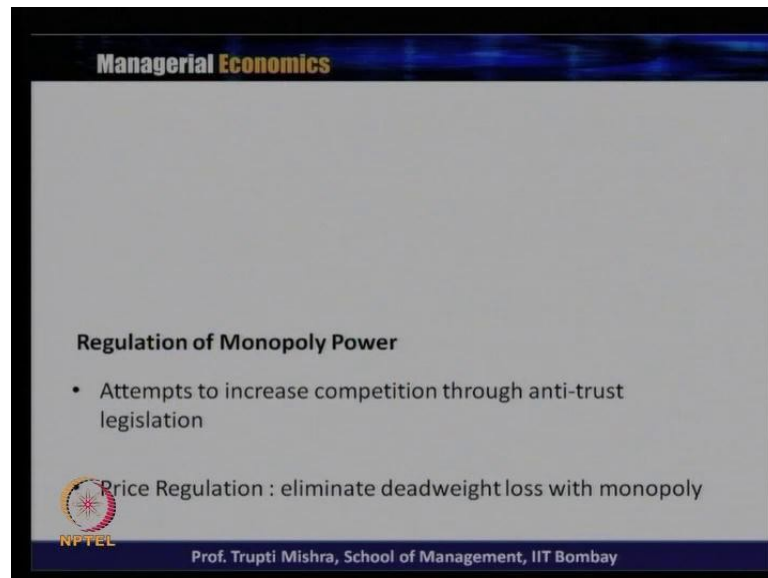 Managerial Economics
Regulation of Monopoly Power
• Attempts to increase competition through anti-trust
legislation
Price Regulation : eliminate deadweight loss with monopoly
NPTEL
Prof. Trupti Mishra, School of Management, IIT Bombay